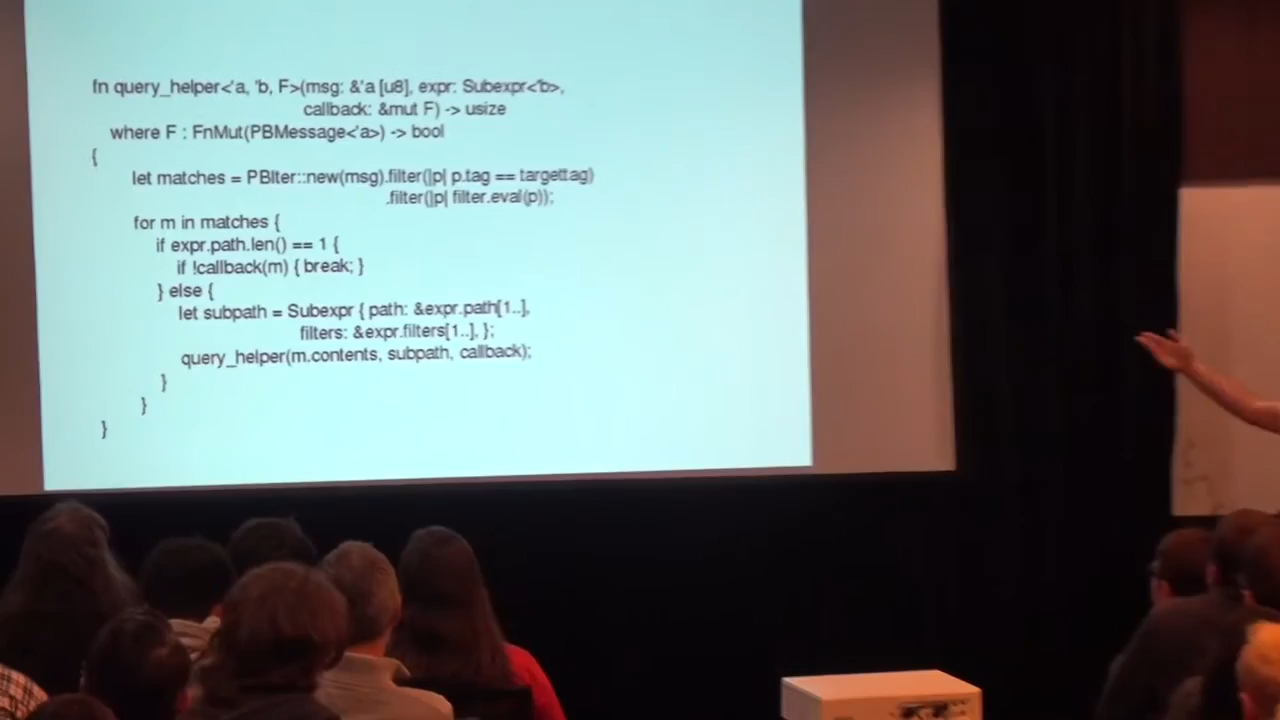 fn query_helper<'a, 'b, F>(msg: &'a [u8], expr: Subexpr<'b>,
callback: &mut F) -> usize
where F : FnMut(PBMessage<'a>) -> bool
{
let matches = PBIter::new(msg).filter(|p| p.tag == targettag)
.filter(|p| filter.eval(p));
for m in matches {
if expr.path.len() == 1 {
if !callback(m) { break; }
} else {
let subpath = Subexpr { path: &expr.path[1..],
filters: &expr.filters[1..], };
query_helper(m.contents, subpath, callback);
}
}
}